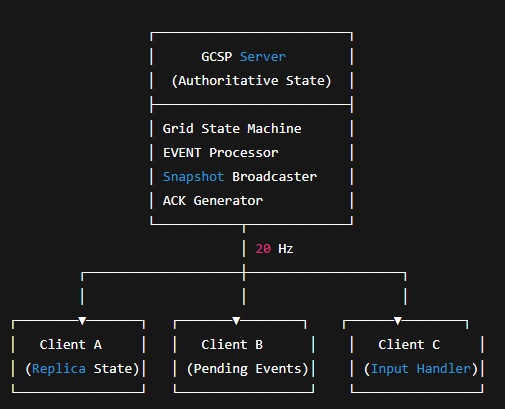 GCSP Server
(Authoritative State)
Grid State Machine
EVENT Processor
Snapshot Broadcaster
ACK Generator
20 Hz
Client A Client B Client C
(Replica State) (Pending Events) (Input Handler)